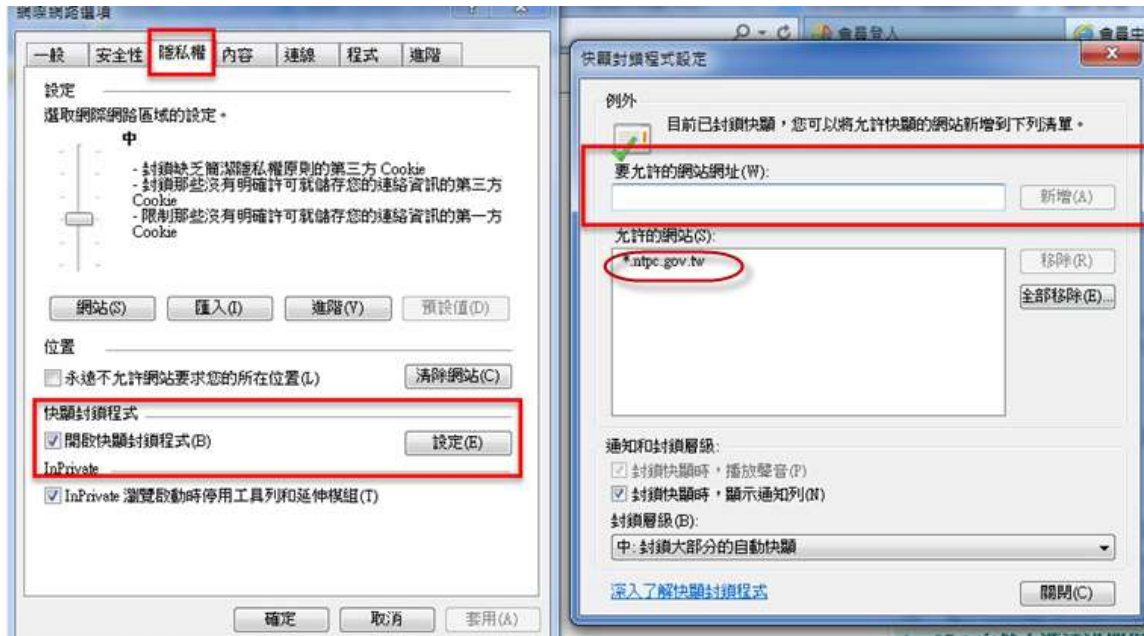 網際網路選項
一般 安全性 隱私權 內容 連線 程式 進階
設定
選取網際網路區域的設定。
中
- 封鎖缺乏簡潔隱私權原則的第三方 Cookie
- 封鎖那些沒有明確許可就儲存您的連絡資訊的第三方
Cookie
- 限制那些沒有明確許可就儲存您的連絡資訊的第一方
Cookie
網站(S) 匯入(I) 進階(V) 預設值(D)
位置
永遠不允許網站要求您的所在位置(L) 清除網站(C)
快顯封鎖程式
開啟快顯封鎖程式(B) 設定(E)
InPrivate
InPrivate 瀏覽啟動時停用工具列和延伸模組(T)
確定 取消 套用(A)
會員登入
會員中
快顯封鎖程式設定
例外
目前已封鎖快顯,您可以將允許快顯的網站新增到下列清單。
要允許的網站網址(W):
新增(A)
允許的網站(S):
*.ntpc.gov.tw
移除(R)
全部移除(E)...
通知和封鎖層級:
封鎖快顯時,播放聲音(P)
封鎖快顯時,顯示通知列(N)
封鎖層級(B):
中: 封鎖大部分的自動快顯
深入了解快顯封鎖程式
關閉(C)